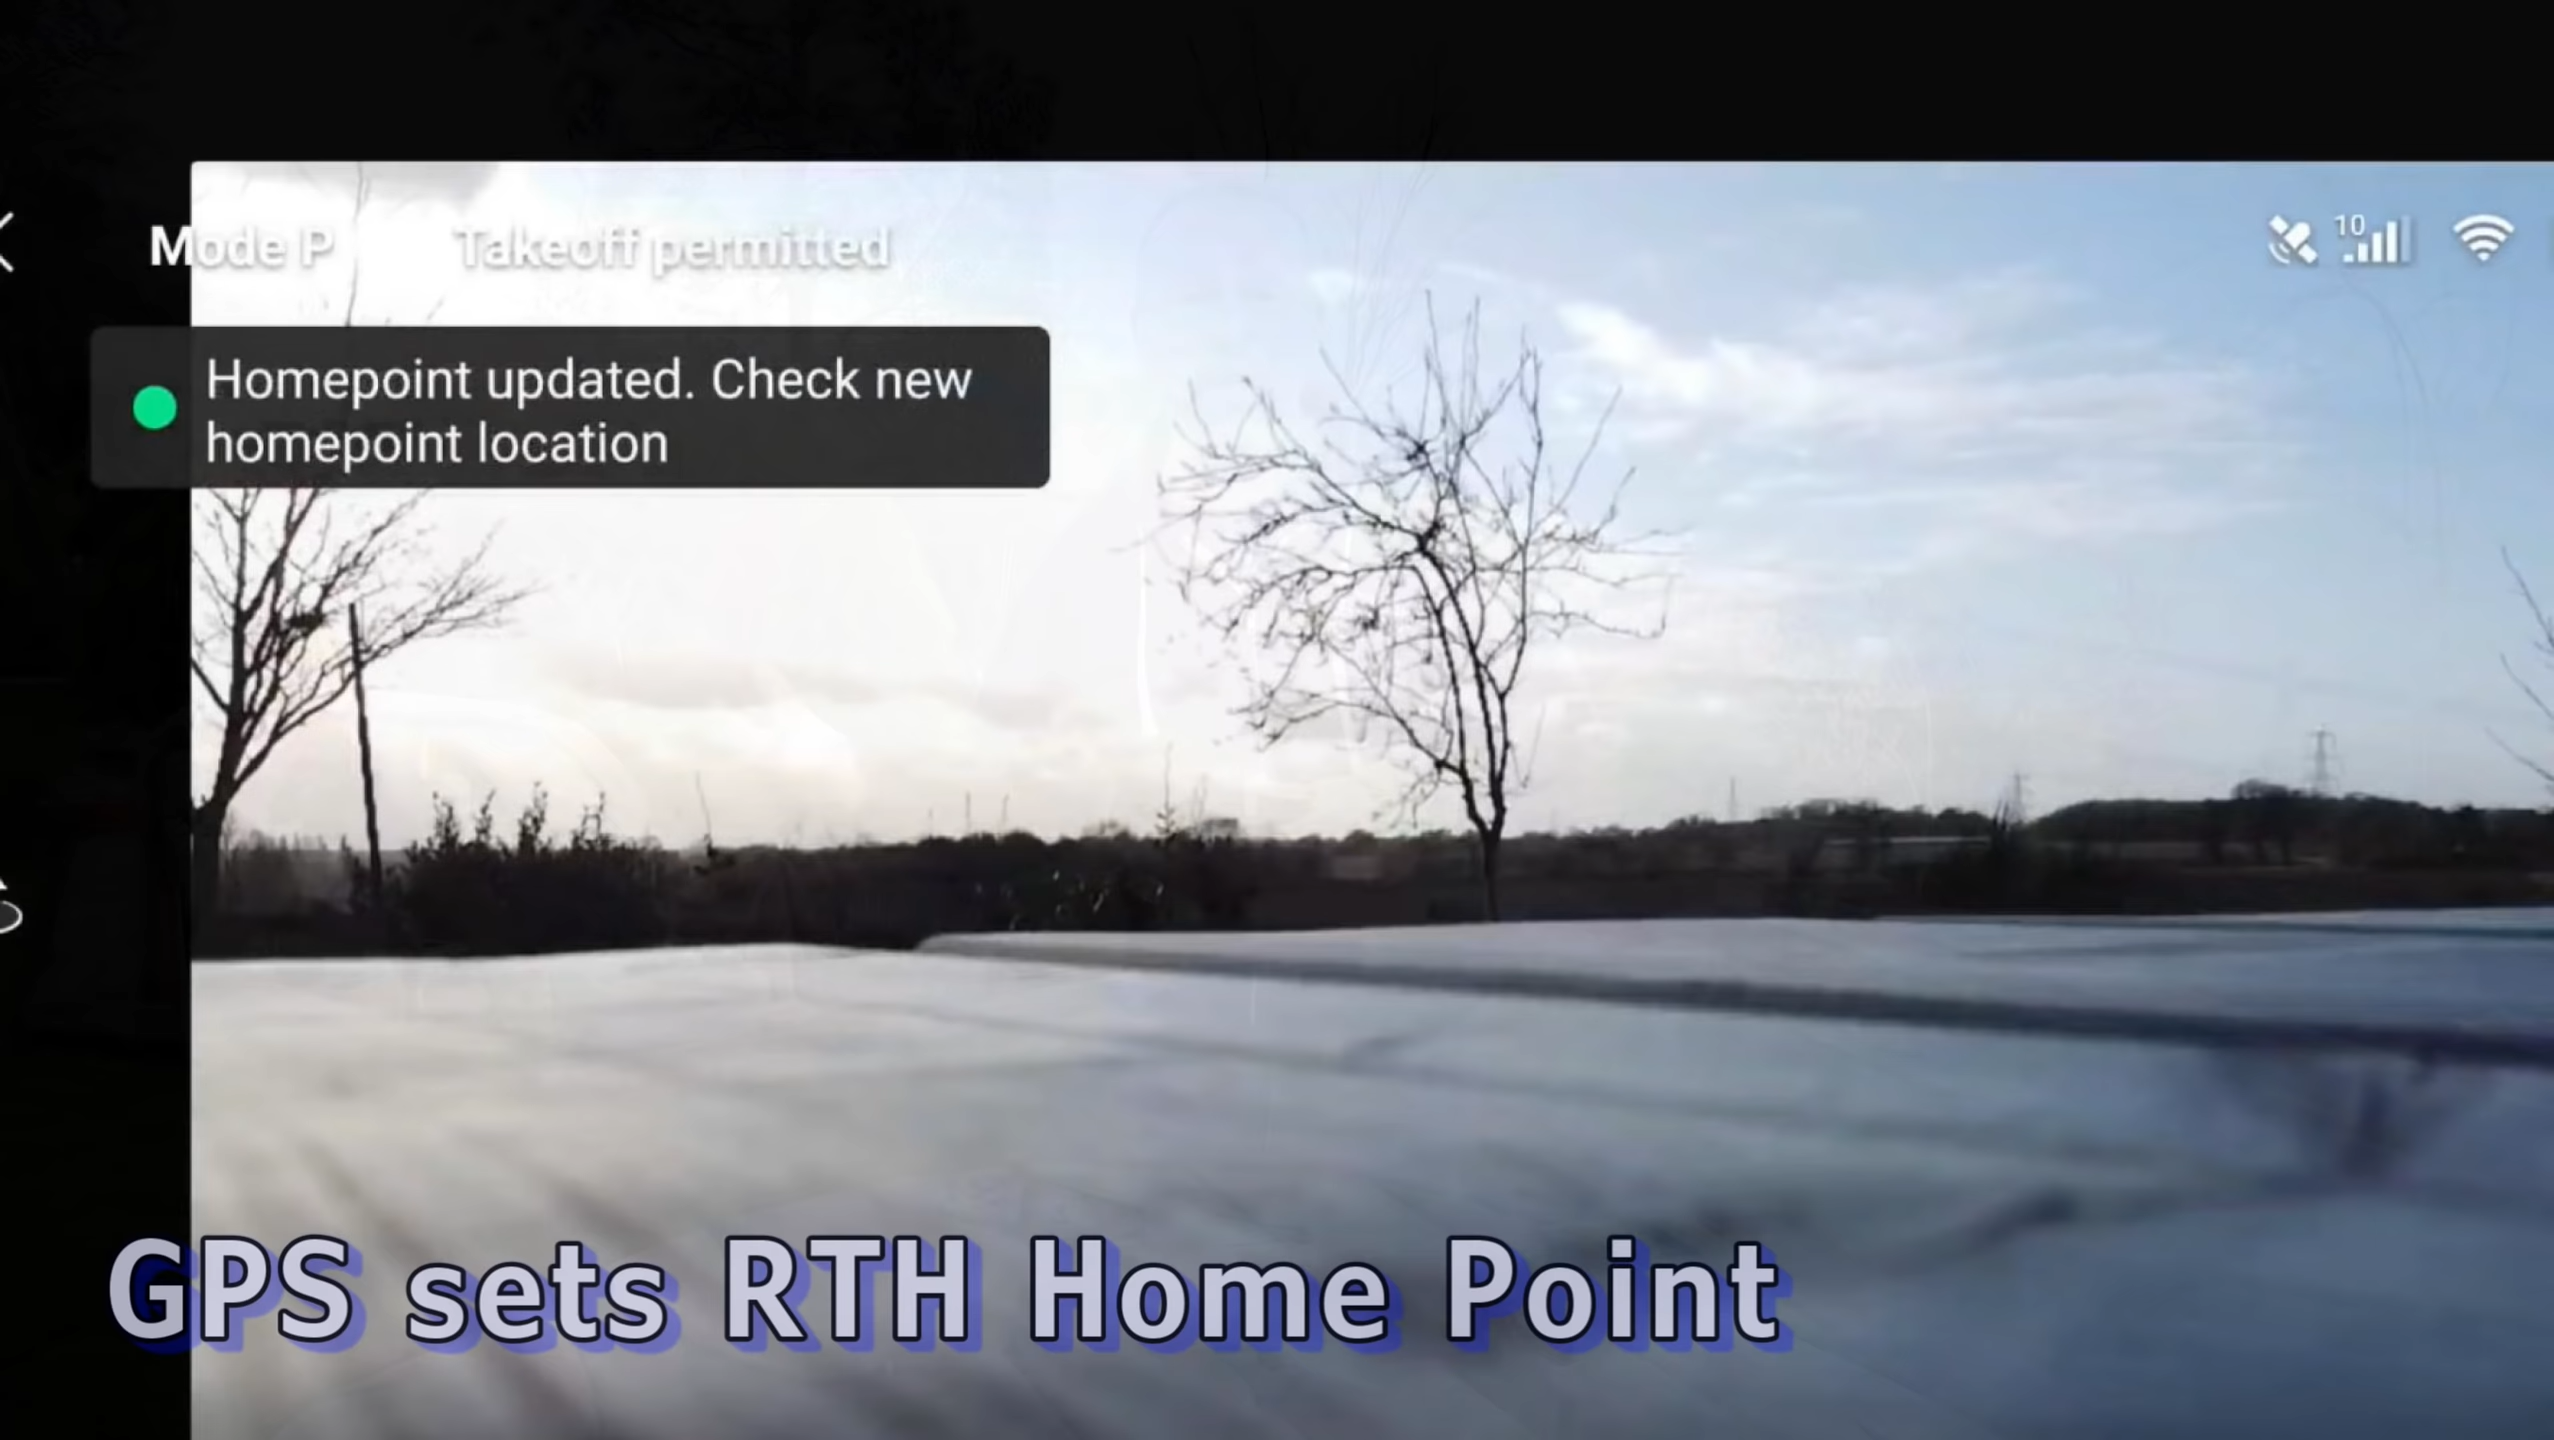 Mode P Takeoff permitted 10
Homepoint updated. Check new
homepoint location
GPS sets RTH Home Point